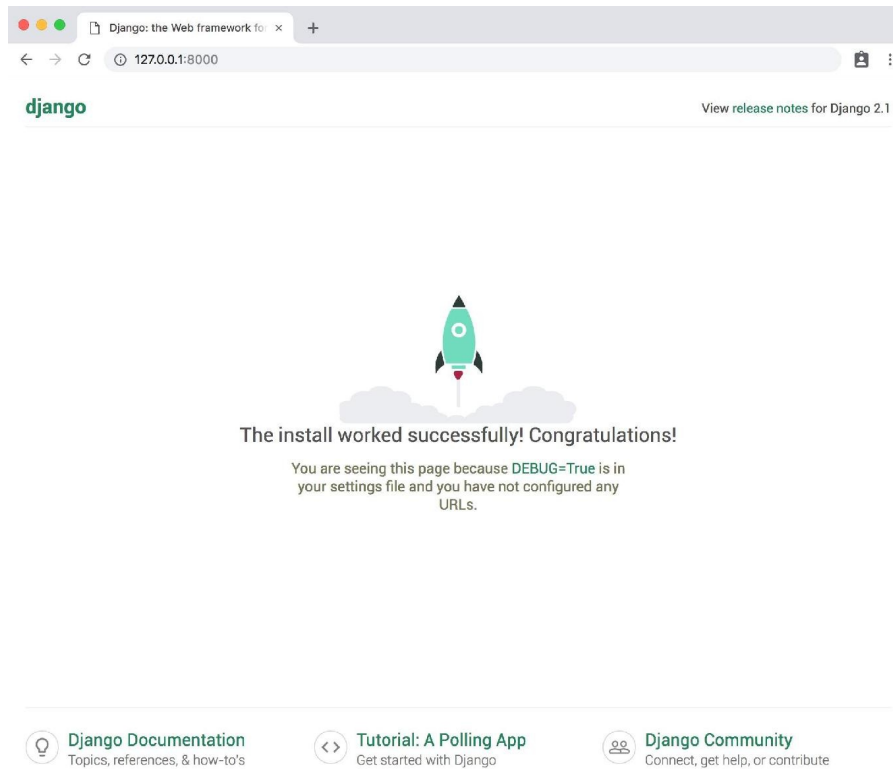 Django: the Web framework fo
127.0.0.1:8000
django
View release notes for Django 2.1
The install worked successfully! Congratulations!
You are seeing this page because DEBUG=True is in
your settings file and you have not configured any
URLs.
Django Documentation
Topics, references, & how-to's
Tutorial: A Polling App
Get started with Django
Django Community
Connect, get help, or contribute